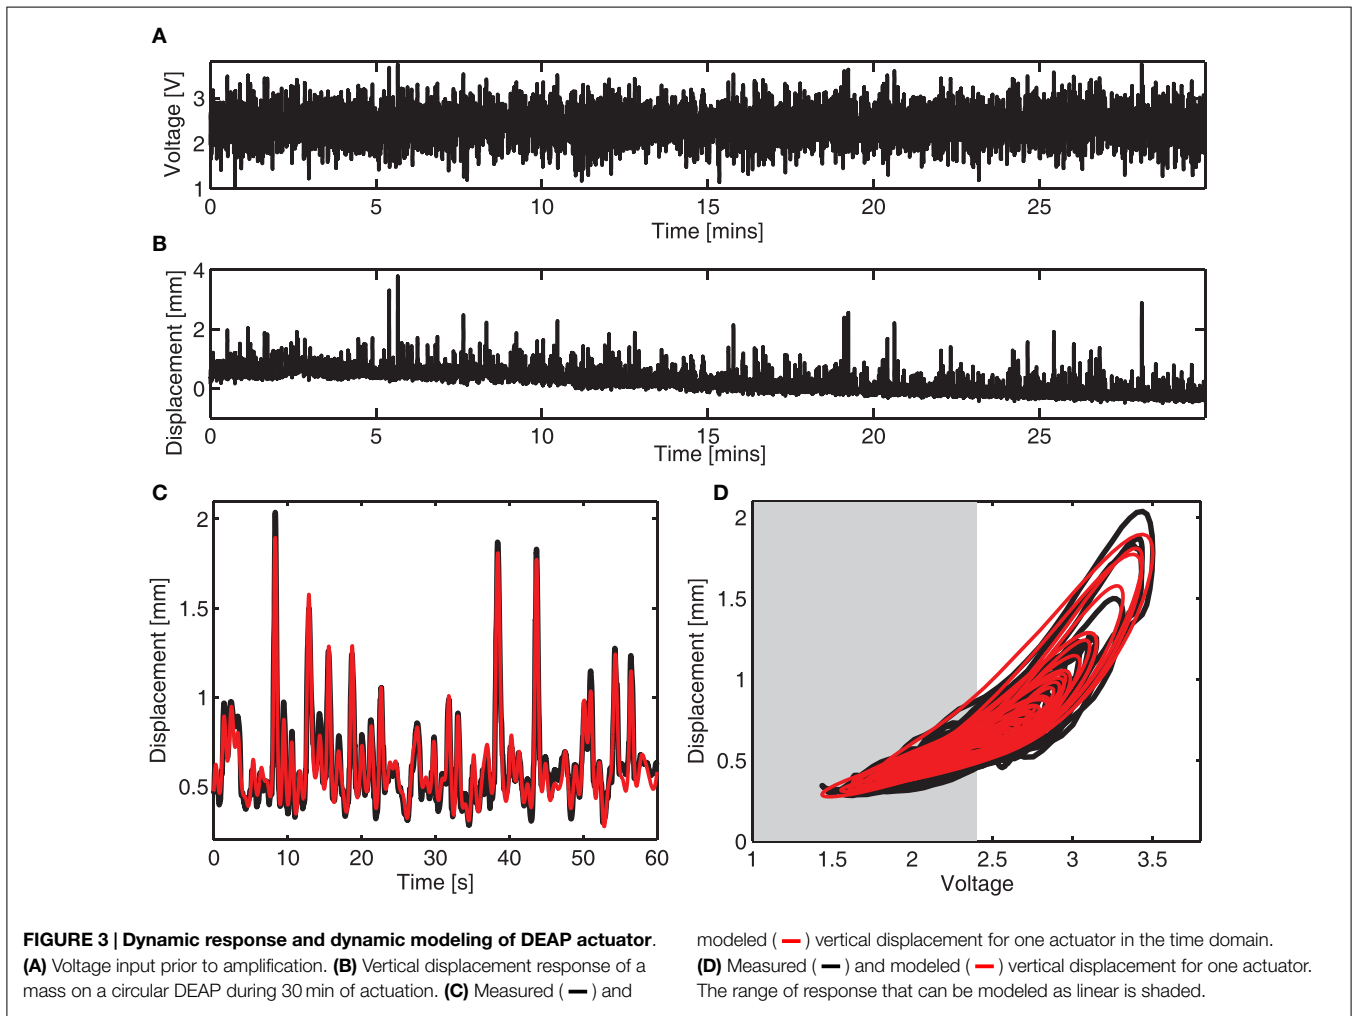 A
Voltage [V]
3
2
1
0
5
10
15
20
25
Time [mins]
B
Displacement [mm]
4
2
0
0
5
10
15
20
25
Time [mins]
C
Displacement [mm]
2
1.5
1
0.5
0
10
20
30
40
50
60
Time [s]
D
Displacement [mm]
2
1.5
1
0.5
0
1
1.5
2
2.5
3
3.5
Voltage
FIGURE 3 | Dynamic response and dynamic modeling of DEAP actuator.
(A) Voltage input prior to amplification. (B) Vertical displacement response of a
mass on a circular DEAP during 30 min of actuation. (C) Measured ( ) and
modeled ( ) vertical displacement for one actuator in the time domain.
(D) Measured ( ) and modeled ( ) vertical displacement for one actuator.
The range of response that can be modeled as linear is shaded.